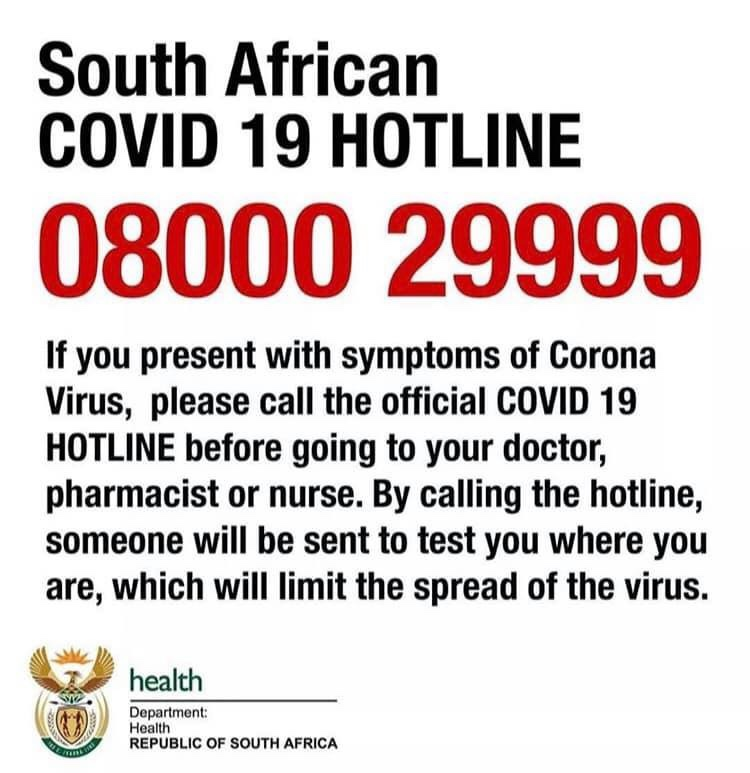 South African
COVID 19 HOTLINE
08000 29999
If you present with symptoms of Corona
Virus,  please call the official COVID 19
HOTLINE before going to your doctor,
pharmacist or nurse. By calling the hotline,
someone will be sent to test you where you
are, which will limit the spread of the virus.
health
Department:
Health
REPUBLIC OF SOUTH AFRICA